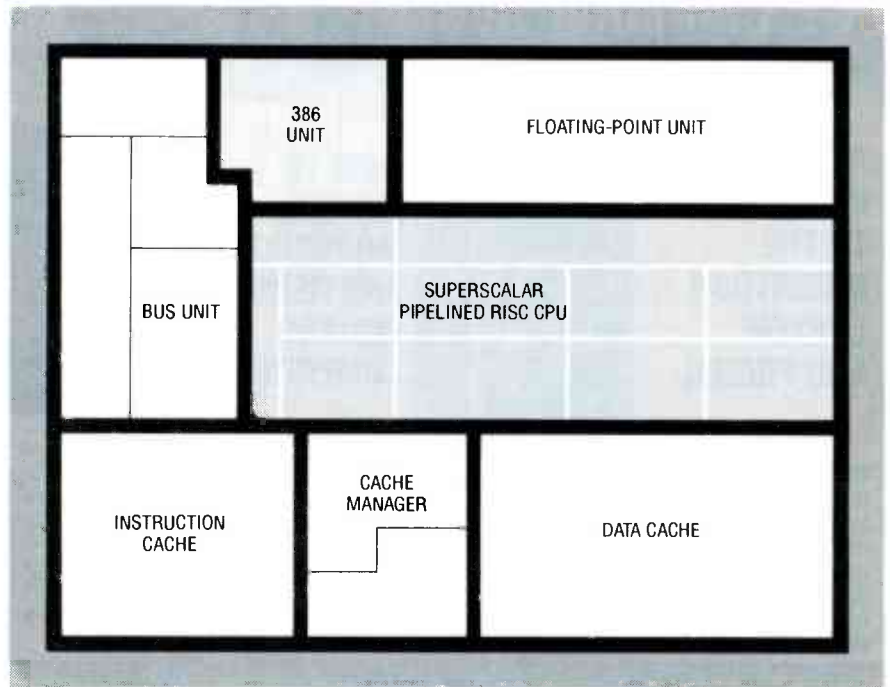 386
UNIT
FLOATING-POINT UNIT
BUS UNIT
SUPERSCALAR
PIPELINED RISC CPU
INSTRUCTION
CACHE
CACHE
MANAGER
DATA CACHE